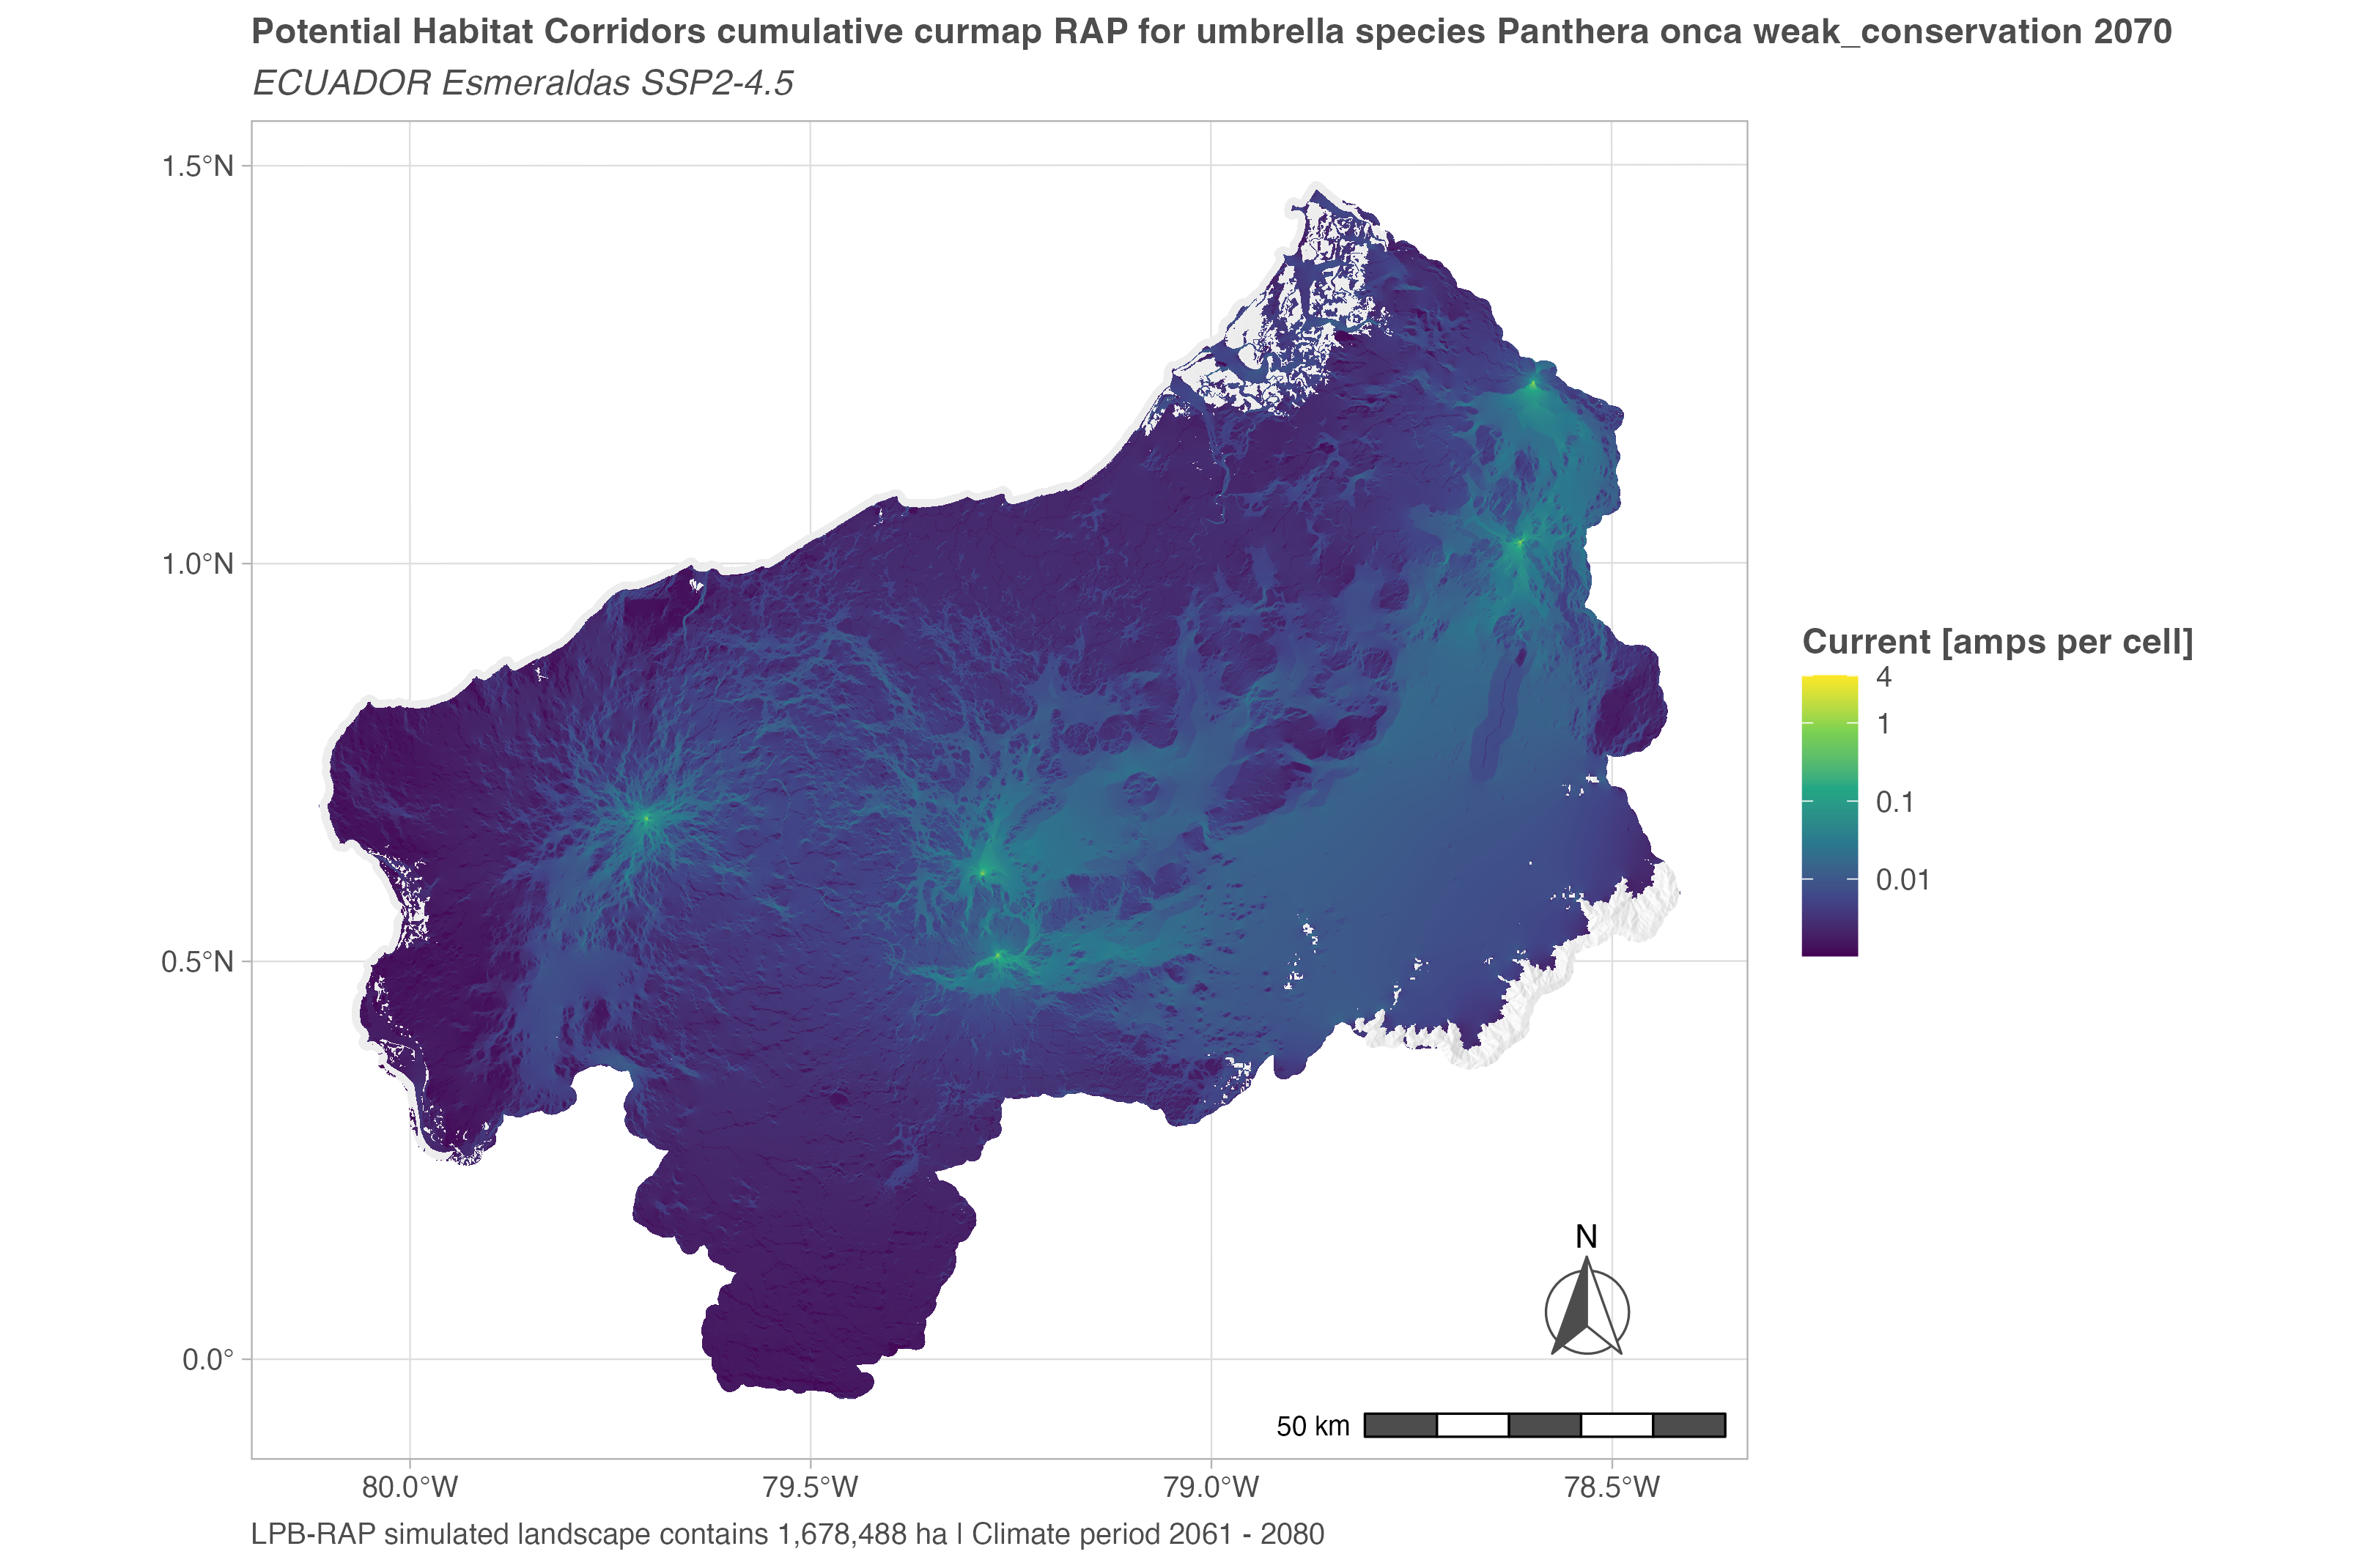 Potential Habitat Corridors cumulative curmap RAP for umbrella species Panthera onca weak_conservation 2070
ECUADOR Esmeraldas SSP2-4.5
1.5°N
1.0°N
0.5°N
0.0°
80.0°W
79.5°W
79.0°W
78.5°W
N
50 km
Current [amps per cell]
4
1
0.1
0.01
LPB-RAP simulated landscape contains 1,678,488 ha | Climate period 2061 - 2080